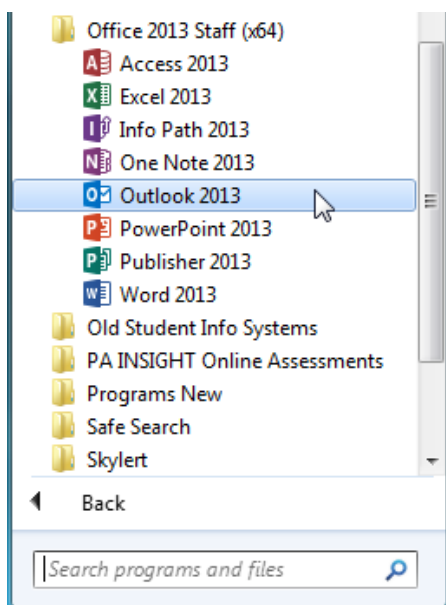 Office 2013 Staff (x64)
Access 2013
Excel 2013
Info Path 2013
One Note 2013
Outlook 2013
PowerPoint 2013
Publisher 2013
Word 2013
Old Student Info Systems
PA INSIGHT Online Assessments
Programs New
Safe Search
Skylert
Back
Search programs and files